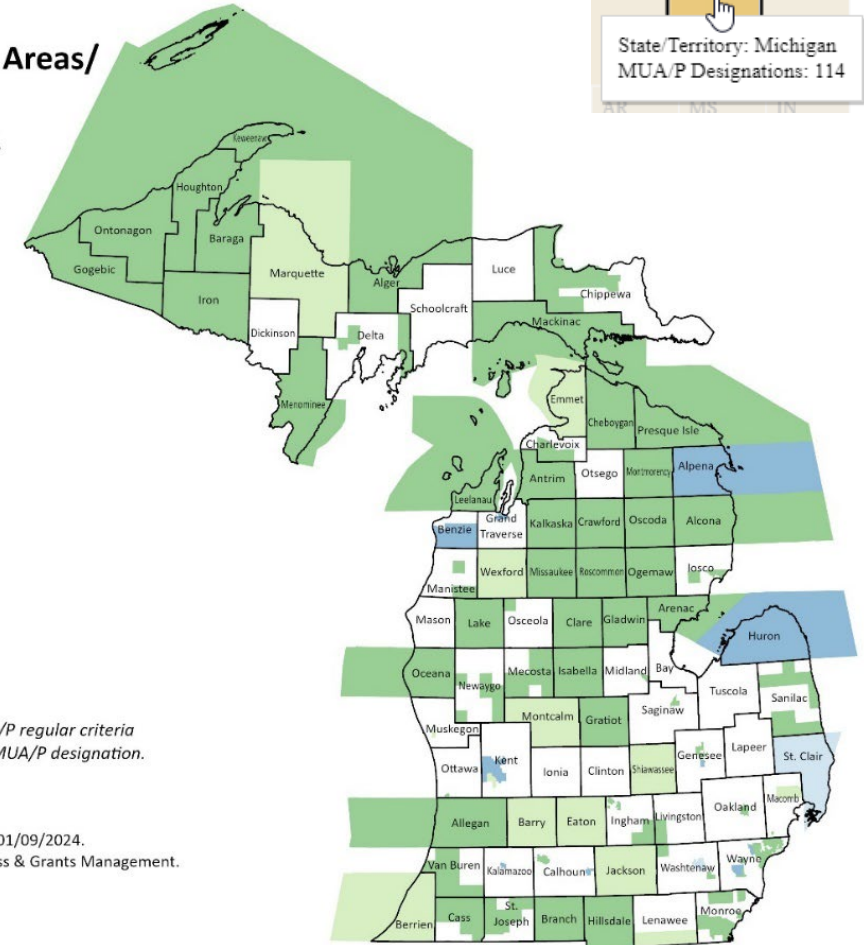 Areas/
State/Territory: Michigan
MUA/P Designations: 114
AR MS IN
Keweenaw
Houghton
Ontonagon
Baraga
Gogebic
Marquette
Iron
Alger
Luce
Chippewa
Schoolcraft
Mackinac
Dickinson
Delta
Menominee
Emmet
Cheboygan
Presque Isle
Charlevoix
Antrim
Otsego
Montmorency
Alpena
Leelanau
Benzie
Grand
Traverse
Kalkaska
Crawford
Oscoda
Alcona
Manistee
Wexford
Missaukee
Roscommon
Ogemaw
Iosco
Mason
Lake
Osceola
Clare
Gladwin
Arenac
Huron
Oceana
Newaygo
Mecosta
Isabella
Midland
Bay
Tuscola
Sanilac
Muskegon
Montcalm
Gratiot
Saginaw
/P regular criteria
MUA/P designation.
Ottawa
Kent
Ionia
Clinton
Shiawassee
Genesee
Lapeer
St. Clair
01/09/2024.
ss & Grants Management.
Allegan
Barry
Eaton
Ingham
Livingston
Oakland
Macomb
Van Buren
Kalamazoo
Calhoun
Jackson
Washtenaw
Wayne
Berrien
Cass
St.
Joseph
Branch
Hillsdale
Lenawee
Monroe